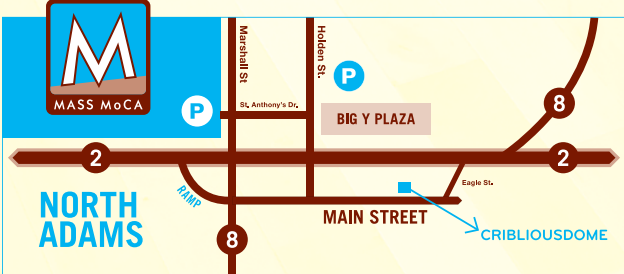 M
MASS MoCA
Marshall St
Holden St.
P
8
P
St. Anthony's Dr.
BIG Y PLAZA
2
2
RAMP
Eagle St.
NORTH
ADAMS
MAIN STREET
8
CRIBLIOUSDOME